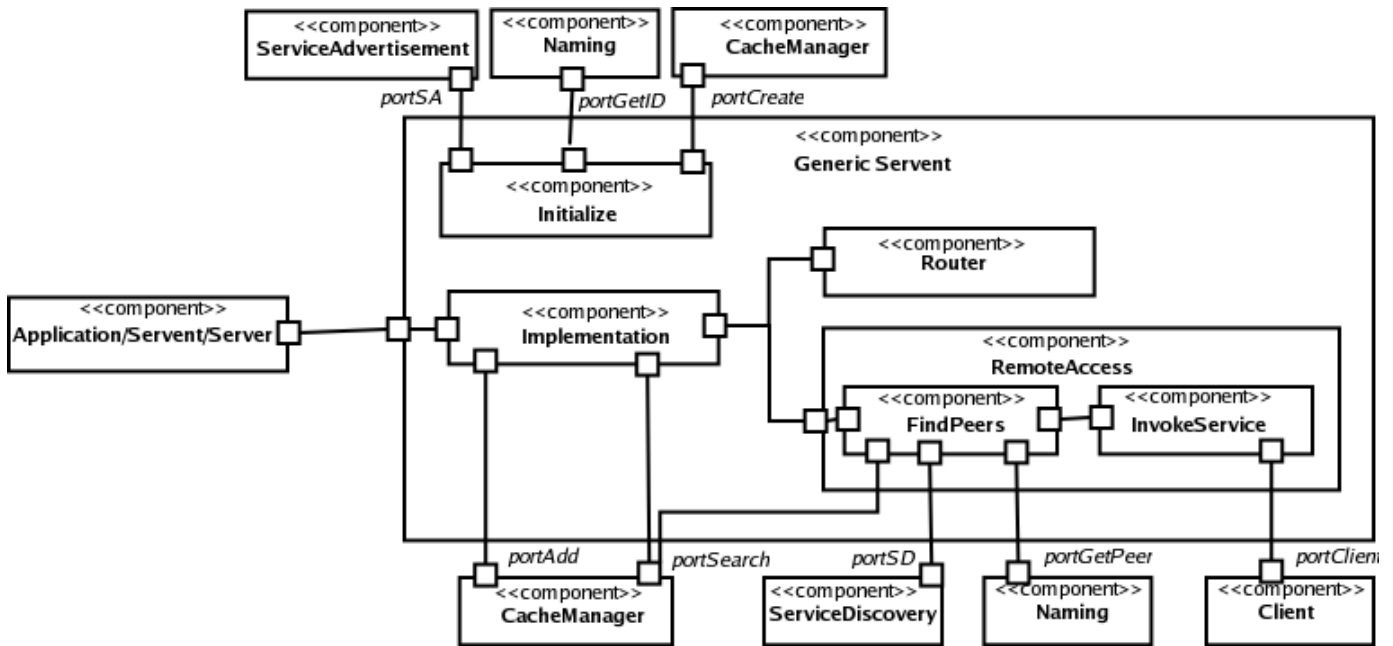 <<component>>
ServiceAdvertisement
<<component>>
Naming
<<component>>
CacheManager
portSA
portGetID
portCreate
<<component>>
Generic Servent
<<component>>
Initialize
<<component>>
Router
<<component>>
Application/Servent/Server
<<component>>
Implementation
<<component>>
RemoteAccess
<<component>>
FindPeers
<<component>>
InvokeService
portAdd
portSearch
portSD
portGetPeer
portClient
<<component>>
CacheManager
<<component>>
ServiceDiscovery
<<component>>
Naming
<<component>>
Client